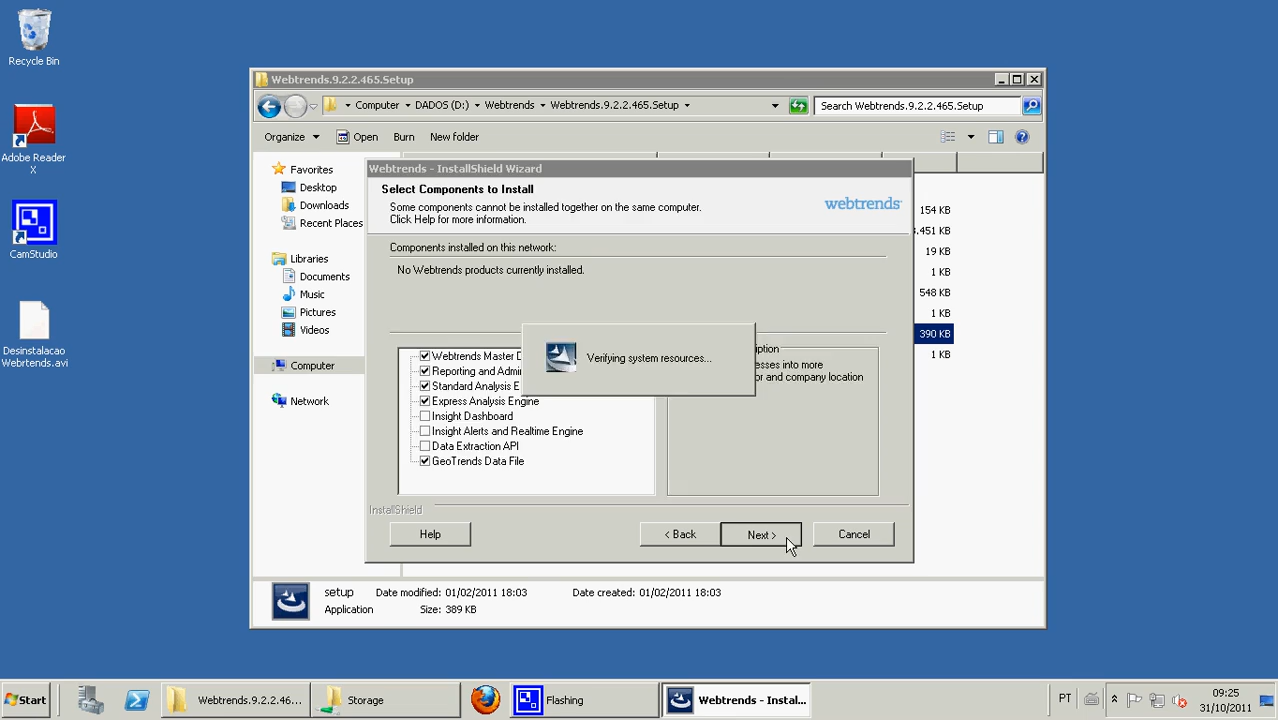 Recycle Bin
Adobe Reader
X
CamStudio
Desinstalacao
Webrtends.avi
Webtrends.9.2.2.465.Setup
Computer
DADOS (D:)
Webtrends
Webtrends.9.2.2.465.Setup
Search Webtrends.9.2.2.465.Setup
Organize
Open
Burn
New folder
Favorites
Desktop
Downloads
Recent Places
Libraries
Documents
Music
Pictures
Videos
Computer
Network
Webtrends - InstallShield Wizard
Select Components to Install
Some components cannot be installed together on the same computer.
Click Help for more information.
webtrends
Components installed on this network:
No Webtrends products currently installed.
Verifying system resources...
Webtrends Master D
Reporting and Admi
Standard Analysis E
Express Analysis Engine
Insight Dashboard
Insight Alerts and Realtime Engine
Data Extraction API
GeoTrends Data File
iption
esses into more
or and company location
InstallShield
Help
< Back
Next >
Cancel
154 KB
.451 KB
19 KB
1 KB
548 KB
1 KB
390 KB
1 KB
setup
Date modified: 01/02/2011 18:03
Date created: 01/02/2011 18:03
Application
Size: 389 KB
Start
Webtrends.9.2.2.46...
Storage
Flashing
Webtrends - Instal...
PT
09:25
31/10/2011